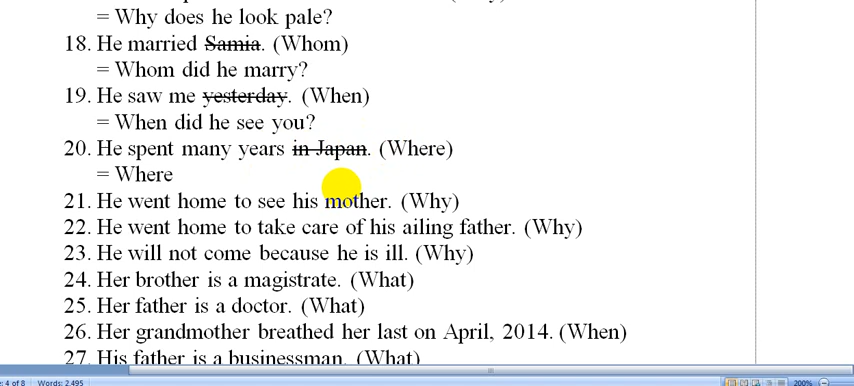 = Why does he look pale?
18. He married Samia. (Whom)
= Whom did he marry?
19. He saw me yesterday. (When)
= When did he see you?
20. He spent many years in Japan. (Where)
= Where
21. He went home to see his mother. (Why)
22. He went home to take care of his ailing father. (Why)
23. He will not come because he is ill. (Why)
24. Her brother is a magistrate. (What)
25. Her father is a doctor. (What)
26. Her grandmother breathed her last on April, 2014. (When)
27. His father is a businessman. (What)
4 of 8 Words: 2,495 200%